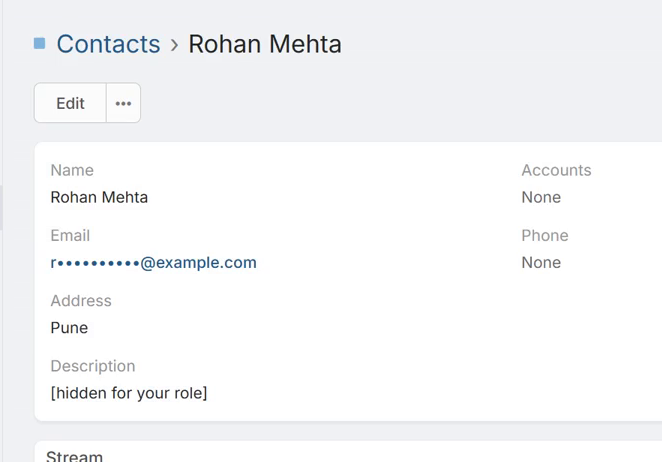 Contacts › Rohan Mehta
Edit •••
Name
Rohan Mehta
Accounts
None
Email
r••••••••••@example.com
Phone
None
Address
Pune
Description
[hidden for your role]
Stream